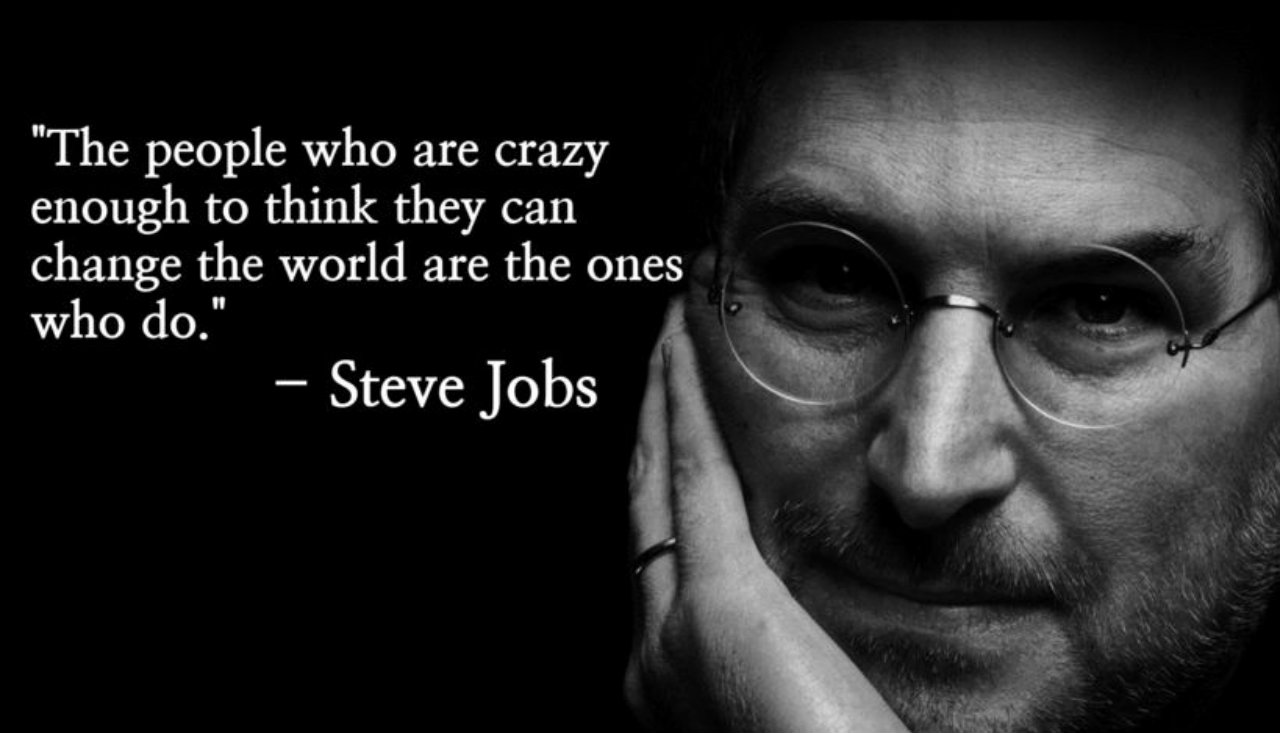 "The people who are crazy
enough to think they can
change the world are the ones
who do."
– Steve Jobs